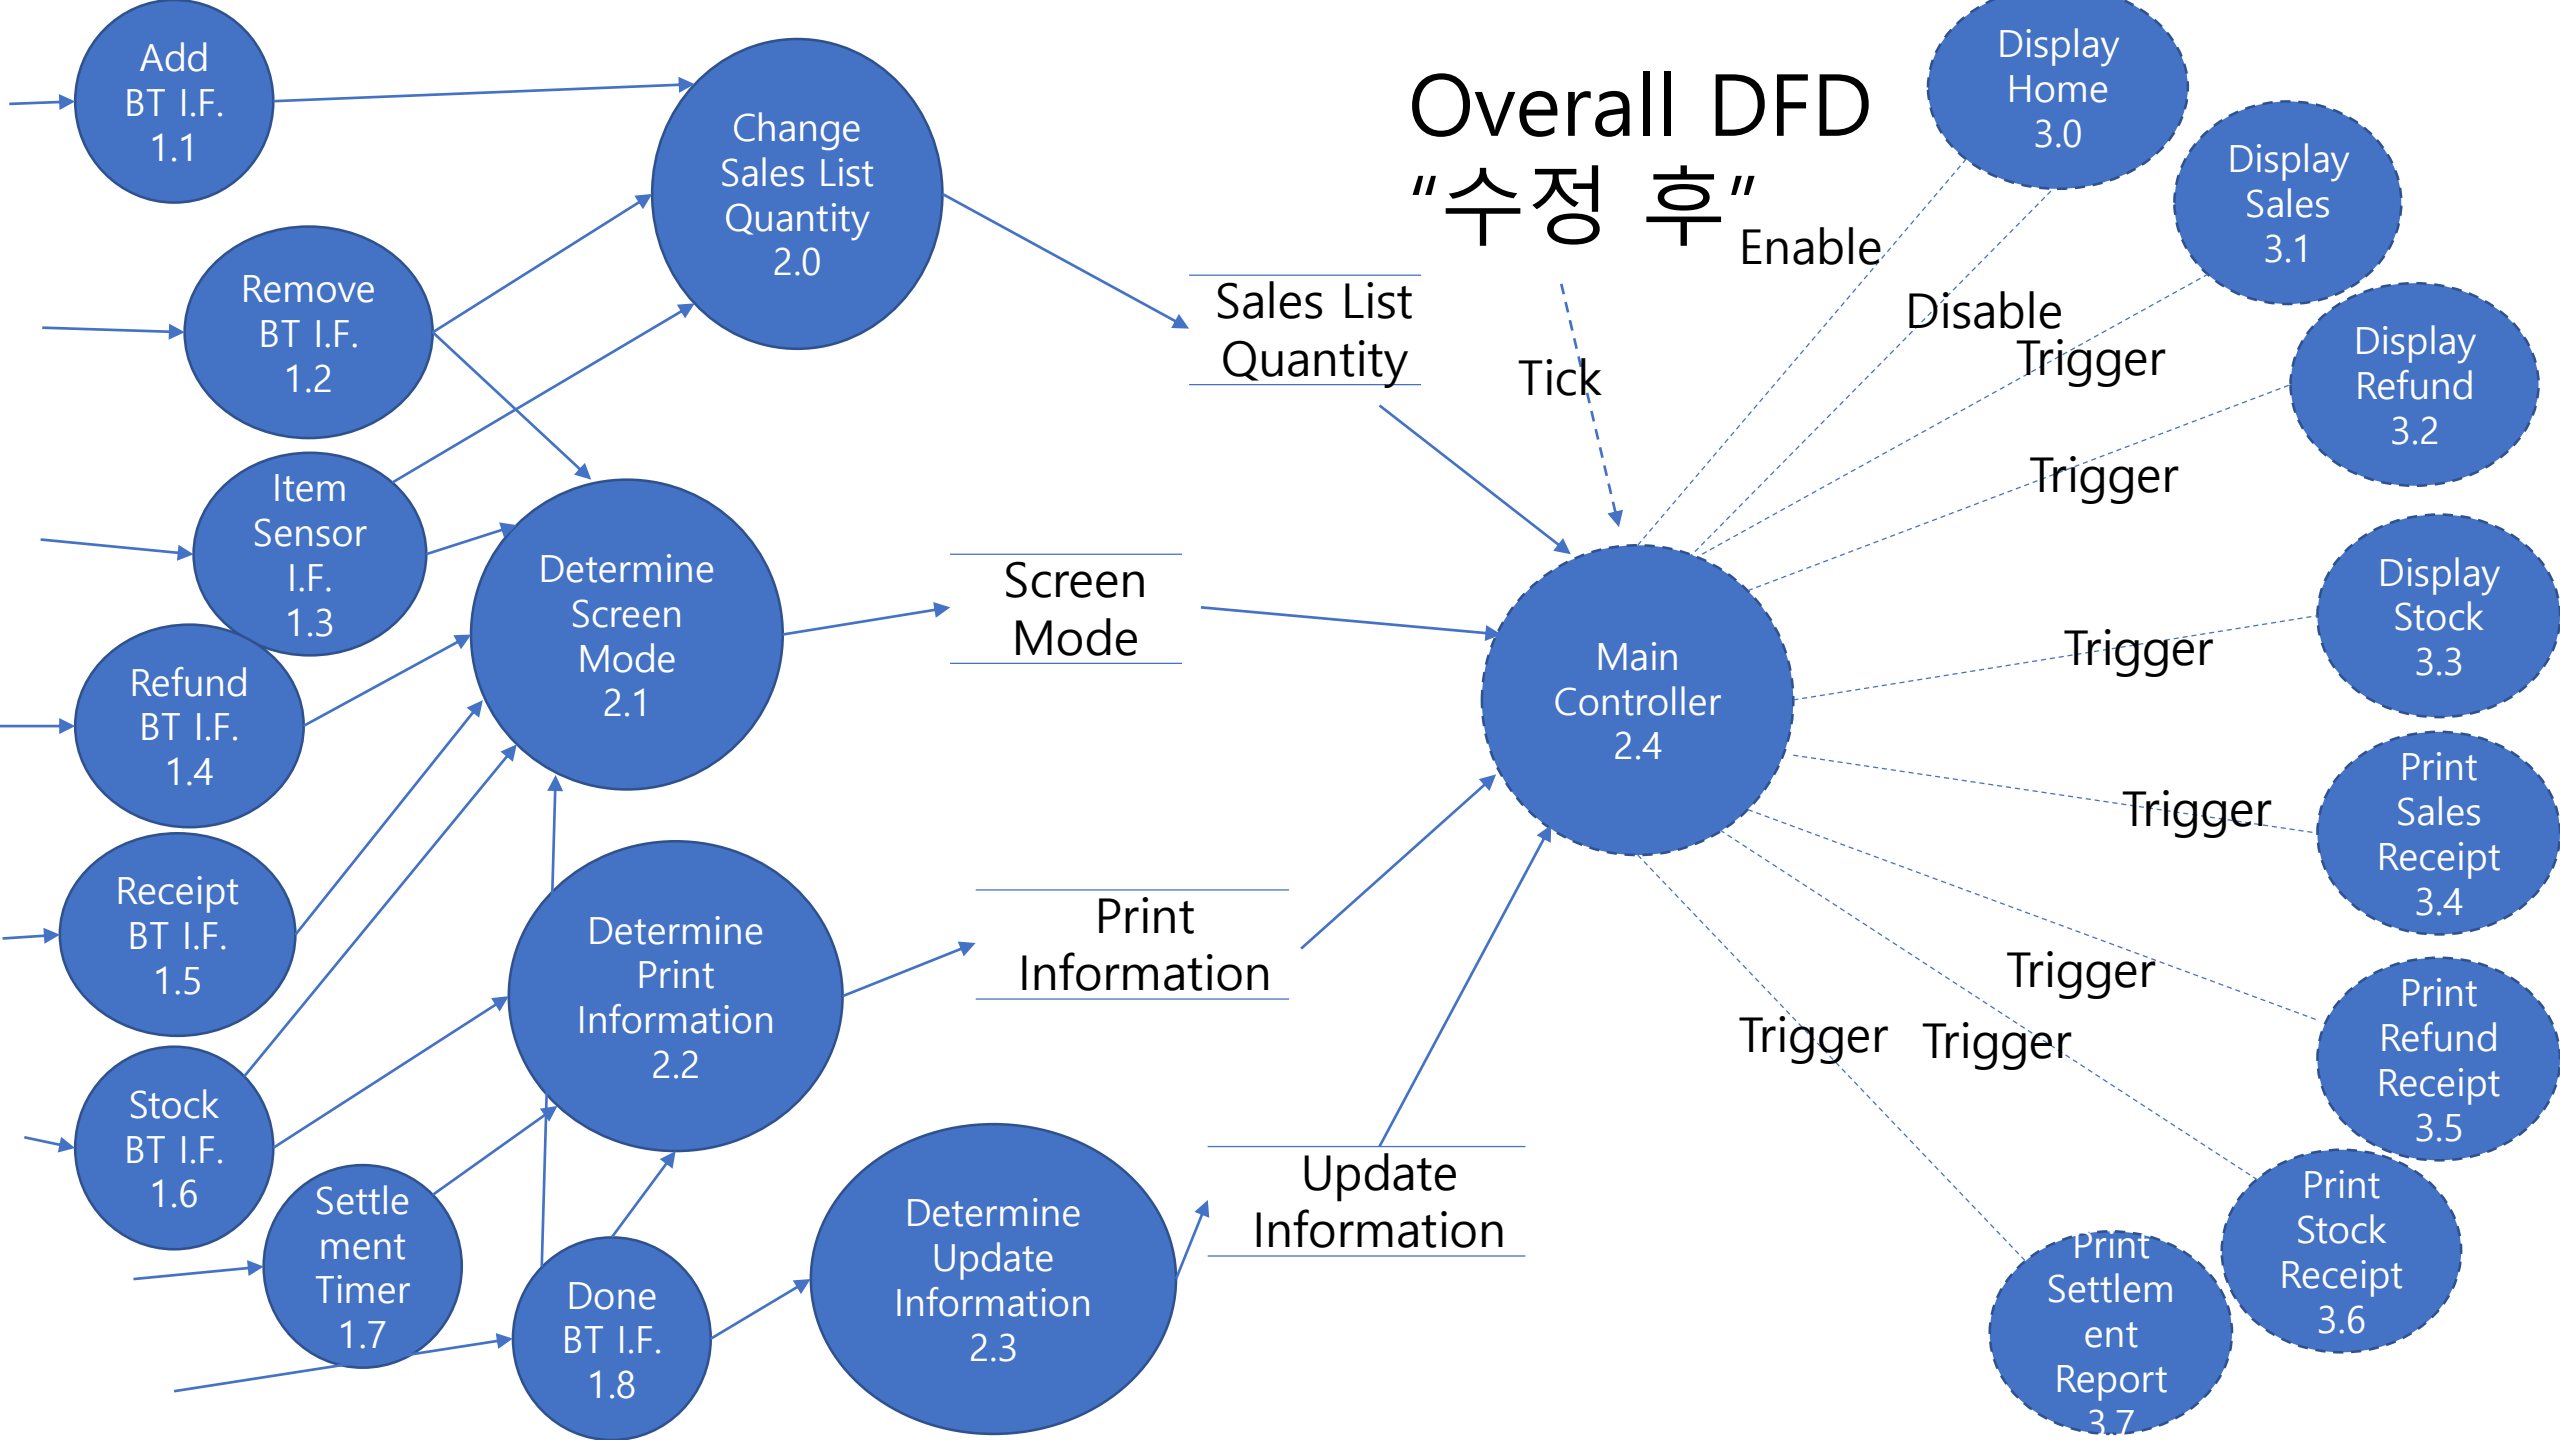 Overall DFD
“수정 후”
Add
BT I.F.
1.1
Remove
BT I.F.
1.2
Item
Sensor
I.F.
1.3
Refund
BT I.F.
1.4
Receipt
BT I.F.
1.5
Stock
BT I.F.
1.6
Settle
ment
Timer
1.7
Done
BT I.F.
1.8
Change
Sales List
Quantity
2.0
Determine
Screen
Mode
2.1
Determine
Print
Information
2.2
Determine
Update
Information
2.3
Sales List
Quantity
Screen
Mode
Print
Information
Update
Information
Tick
Main
Controller
2.4
Enable
Disable
Trigger
Trigger
Trigger
Trigger
Trigger
Trigger
Trigger
Display
Home
3.0
Display
Sales
3.1
Display
Refund
3.2
Display
Stock
3.3
Print
Sales
Receipt
3.4
Print
Refund
Receipt
3.5
Print
Stock
Receipt
3.6
Print
Settlem
ent
Report
3.7